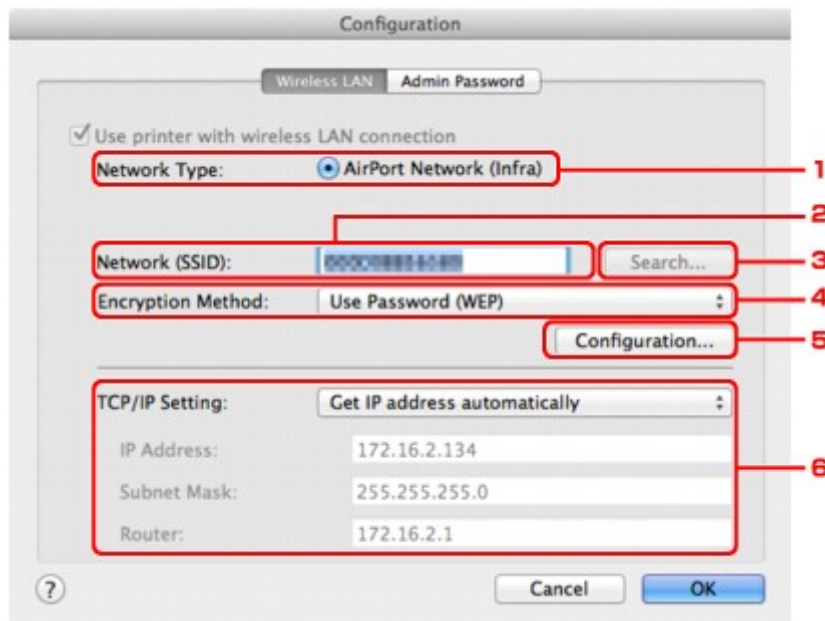 Configuration
Wireless LAN Admin Password
Use printer with wireless LAN connection
Network Type: AirPort Network (Infra) 1
2
Network (SSID): Search... 3
Encryption Method: Use Password (WEP) 4
Configuration... 5
TCP/IP Setting: Get IP address automatically
IP Address: 172.16.2.134
6
Subnet Mask: 255.255.255.0
Router: 172.16.2.1
? Cancel OK